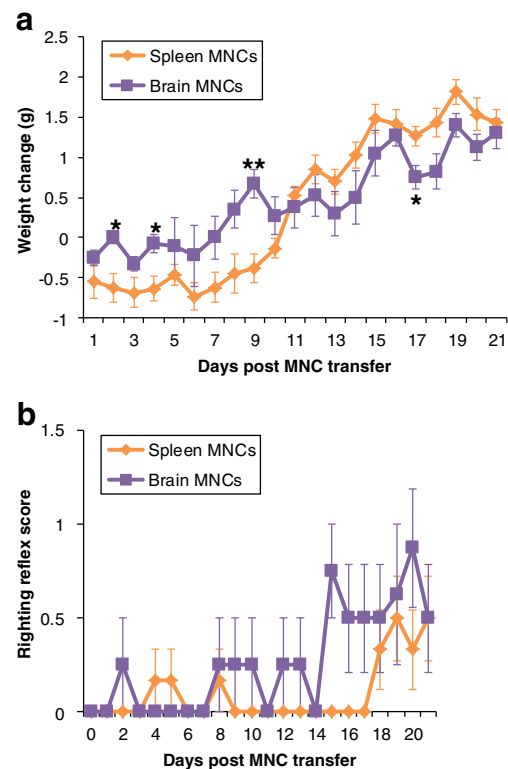 a
2.5
2
1.5
1
0.5
0
-0.5
-1
Weight change (g)
Spleen MNCs
Brain MNCs
*
*
**
*
1 3 5 7 9 11 13 15 17 19 21
Days post MNC transfer
b
1.5
1
0.5
0
Righting reflex score
Spleen MNCs
Brain MNCs
0 2 4 6 8 10 12 14 16 18 20
Days post MNC transfer